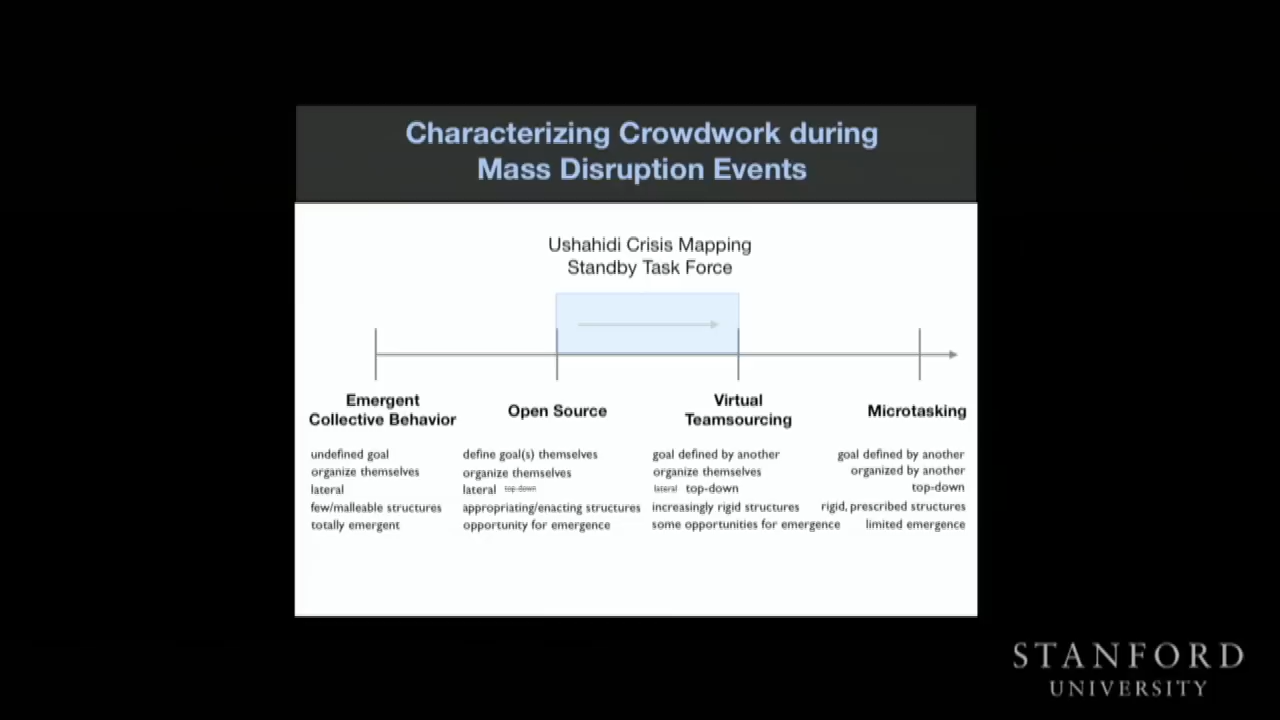 Characterizing Crowdwork during
Mass Disruption Events
Ushahidi Crisis Mapping
Standby Task Force
Emergent
Collective Behavior
undefined goal
organize themselves
lateral
few/malleable structures
totally emergent
Open Source
define goal(s) themselves
organize themselves
lateral top-down
appropriating/enacting structures
opportunity for emergence
Virtual
Teamsourcing
goal defined by another
organize themselves
lateral top-down
increasingly rigid structures
some opportunities for emergence
Microtasking
goal defined by another
organized by another
top-down
rigid, prescribed structures
limited emergence
STANFORD
UNIVERSITY